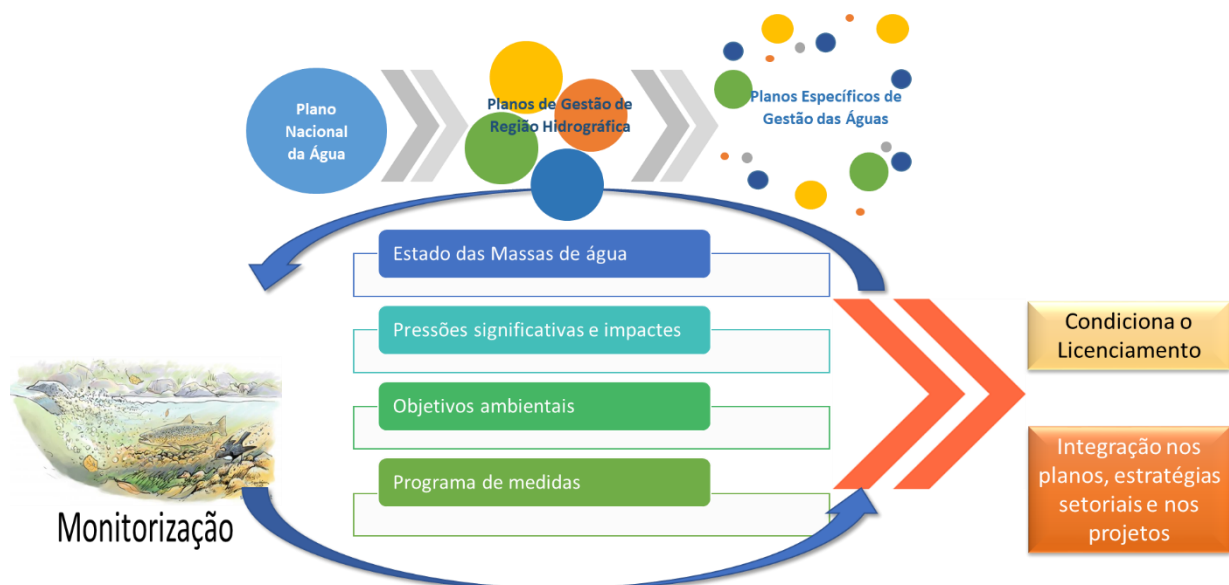 Plano
Nacional
da Água
Planos de Gestão de
Região Hidrográfica
Planos Específicos de
Gestão das Águas
Estado das Massas de água
Pressões significativas e impactes
Objetivos ambientais
Programa de medidas
Monitorização
Condiciona o
Licenciamento
Integração nos
planos, estratégias
setoriais e nos
projetos